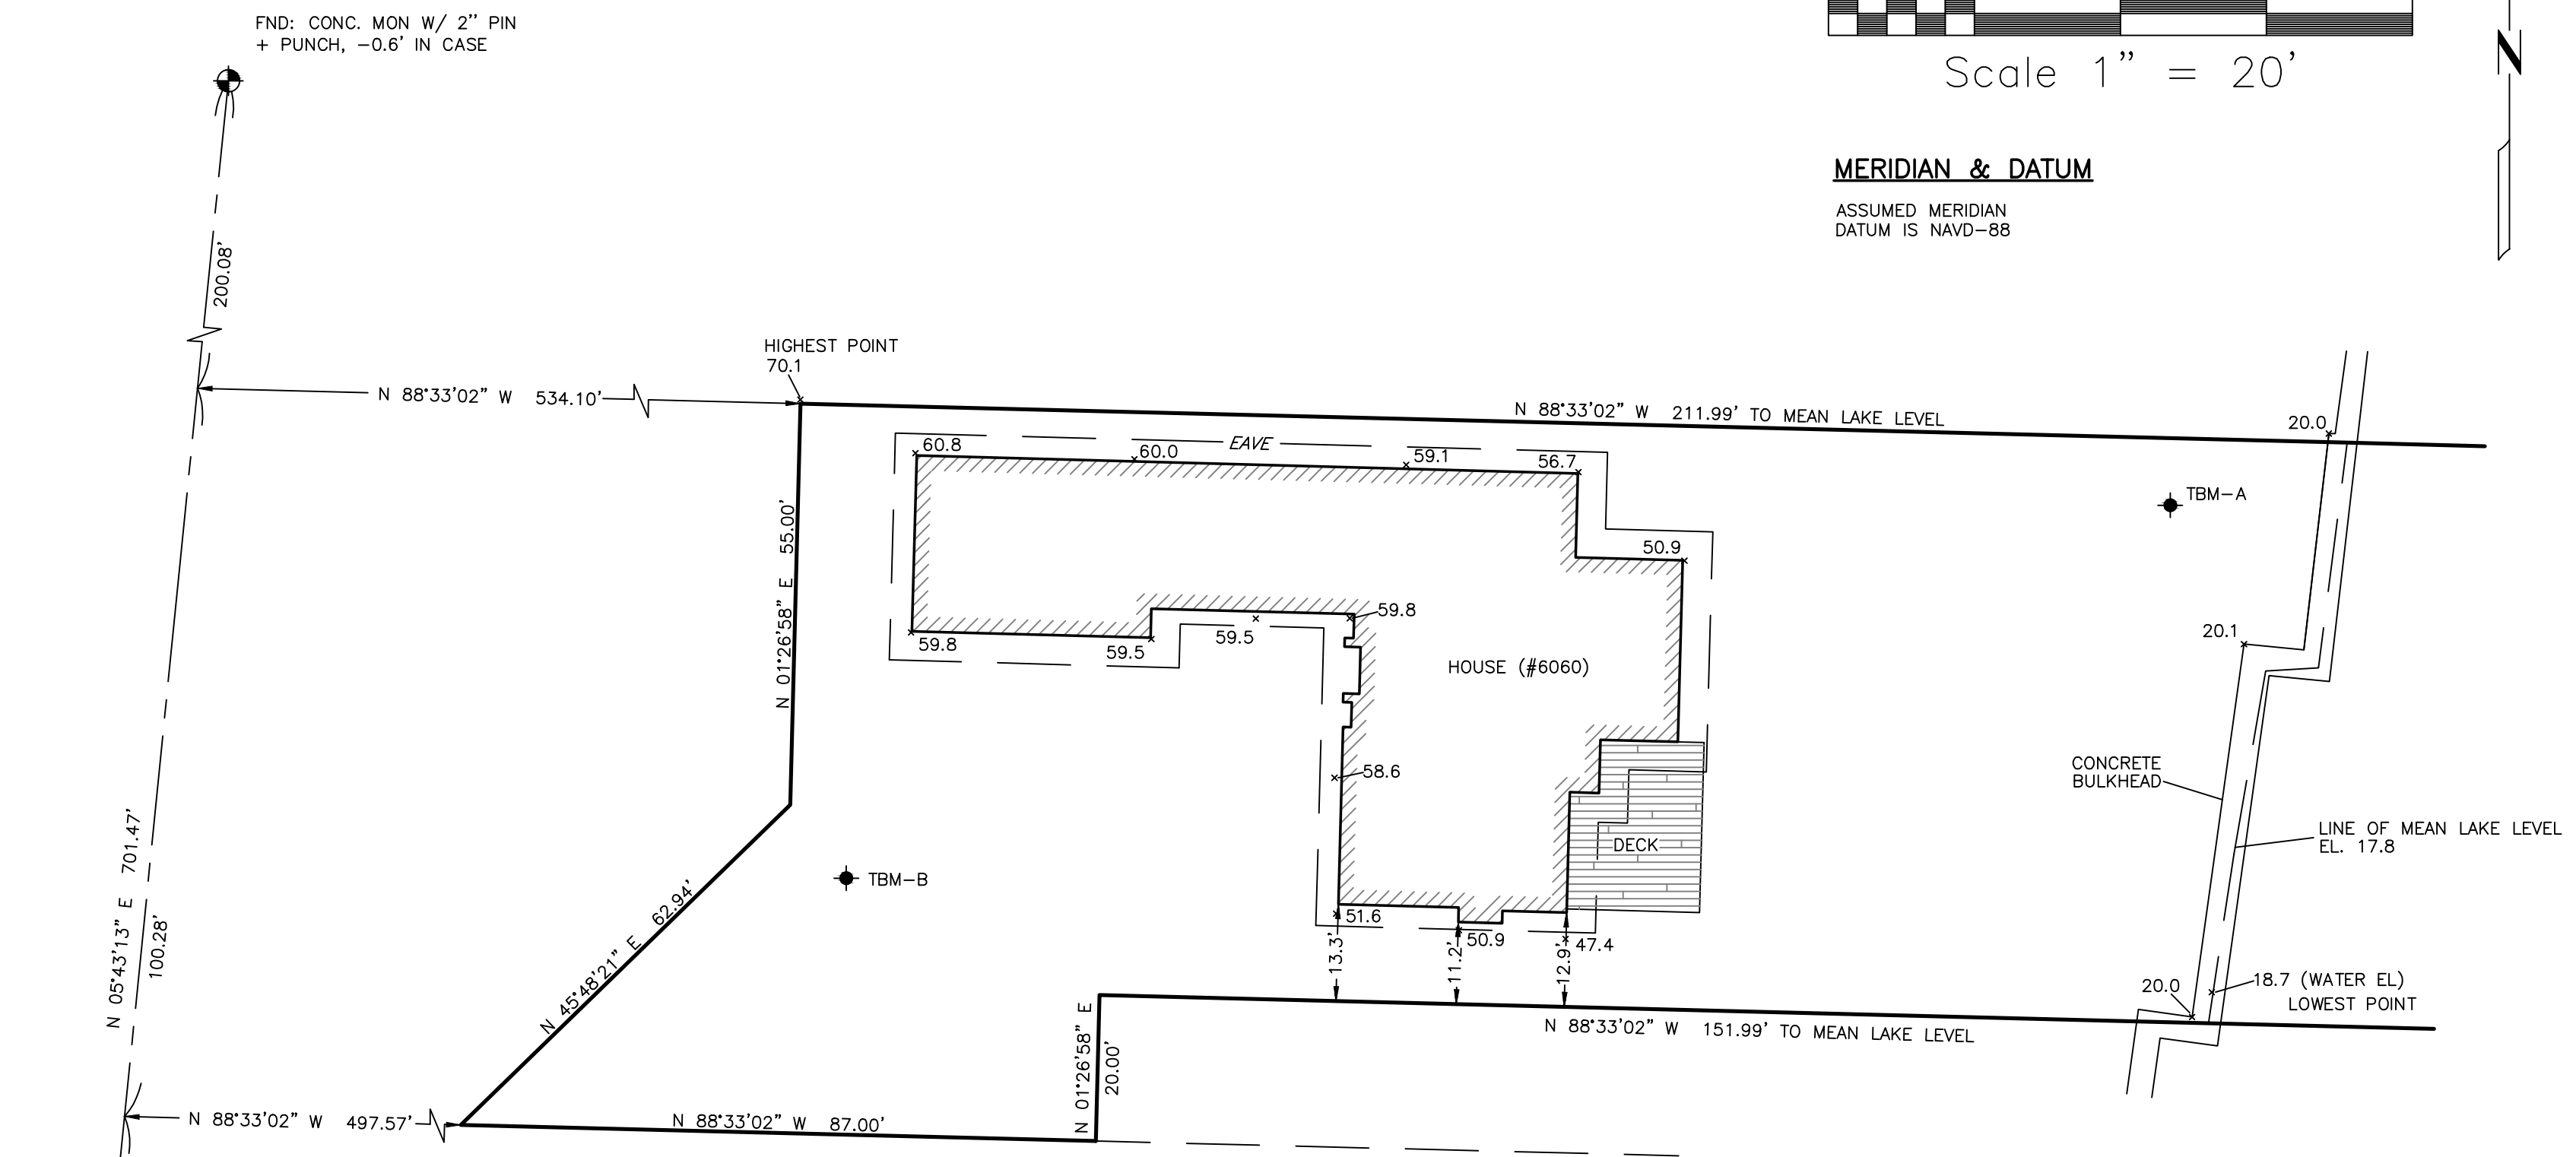 FND: CONC. MON W/ 2" PIN
+ PUNCH, -0.6' IN CASE
Scale 1" = 20'
N
MERIDIAN & DATUM
ASSUMED MERIDIAN
DATUM IS NAVD-88
200.08'
HIGHEST POINT
70.1
N 88°33'02" W 534.10'
N 88°33'02" W 211.99' TO MEAN LAKE LEVEL
20.0
60.8
EAVE
60.0
59.1
56.7
TBM-A
N 01°26'58" E 55.00'
50.9
59.8
59.8
59.5
59.5
20.1
HOUSE (#6060)
58.6
CONCRETE
BULKHEAD
LINE OF MEAN LAKE LEVEL
EL. 17.8
DECK
TBM-B
N 05°43'13" E 701.47'
100.28'
N 45°48'21" E 62.94'
51.6
50.9
47.4
13.3'
11.2'
12.9'
20.0
18.7 (WATER EL)
LOWEST POINT
N 88°33'02" W 151.99' TO MEAN LAKE LEVEL
N 01°26'58" E
20.00'
N 88°33'02" W 497.57'
N 88°33'02" W 87.00'